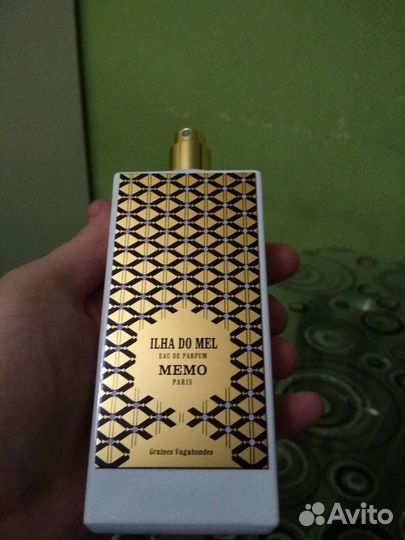 ILHA DO MEL
EAU DE PARFUM
MEMO
PARIS
Graines Vagabondes
Avito